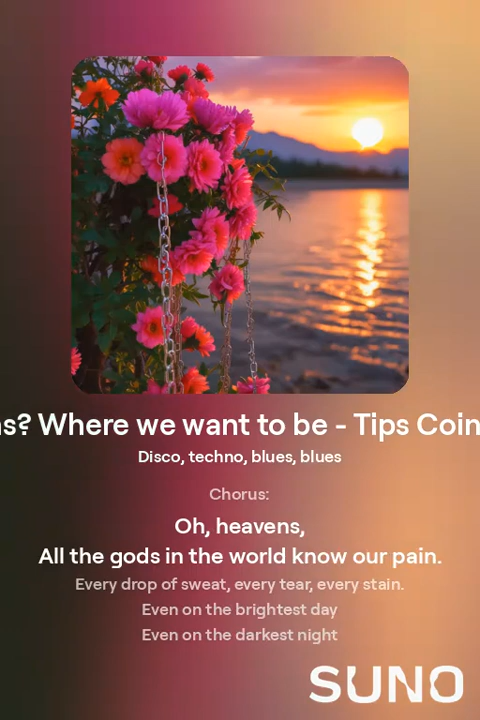 s? Where we want to be - Tips Coin
Disco, techno, blues, blues
Chorus:
Oh, heavens,
All the gods in the world know our pain.
Every drop of sweat, every tear, every stain.
Even on the brightest day
Even on the darkest night
SUNO